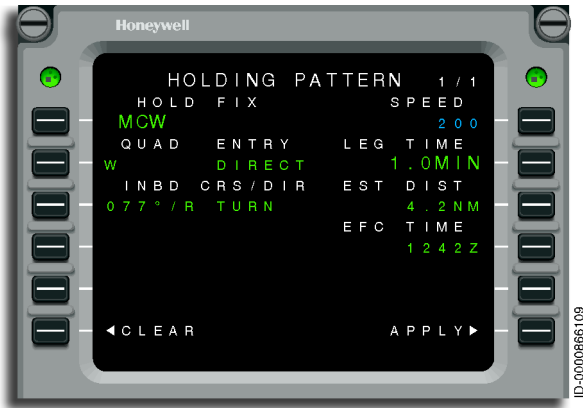 Honeywell
HOLDING PATTERN 1/1
HOLD FIX SPEED
MCW 200
QUAD ENTRY LEG TIME
W DIRECT 1.0MIN
INBD CRS/DIR EST DIST
077°/R TURN 4.2NM
EFC TIME
1242Z
◀CLEAR APPLY▶
ID-0000866109